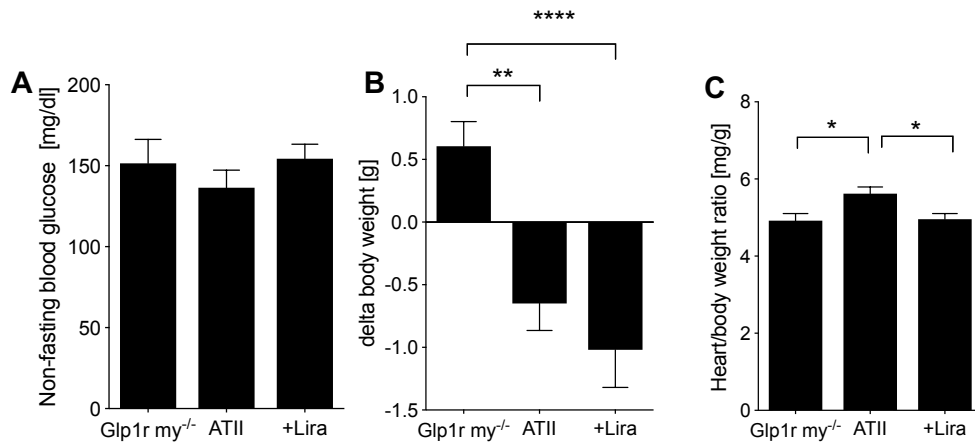 A
Non-fasting blood glucose [mg/dl]
200
150
100
50
0
Glp1r my-/- ATII +Lira
B
****
**
delta body weight [g]
1.0
0.5
0.0
-0.5
-1.0
-1.5
Glp1r my-/- ATII +Lira
C
* *
Heart/body weight ratio [mg/g]
8
6
4
2
0
Glp1r my-/- ATII +Lira